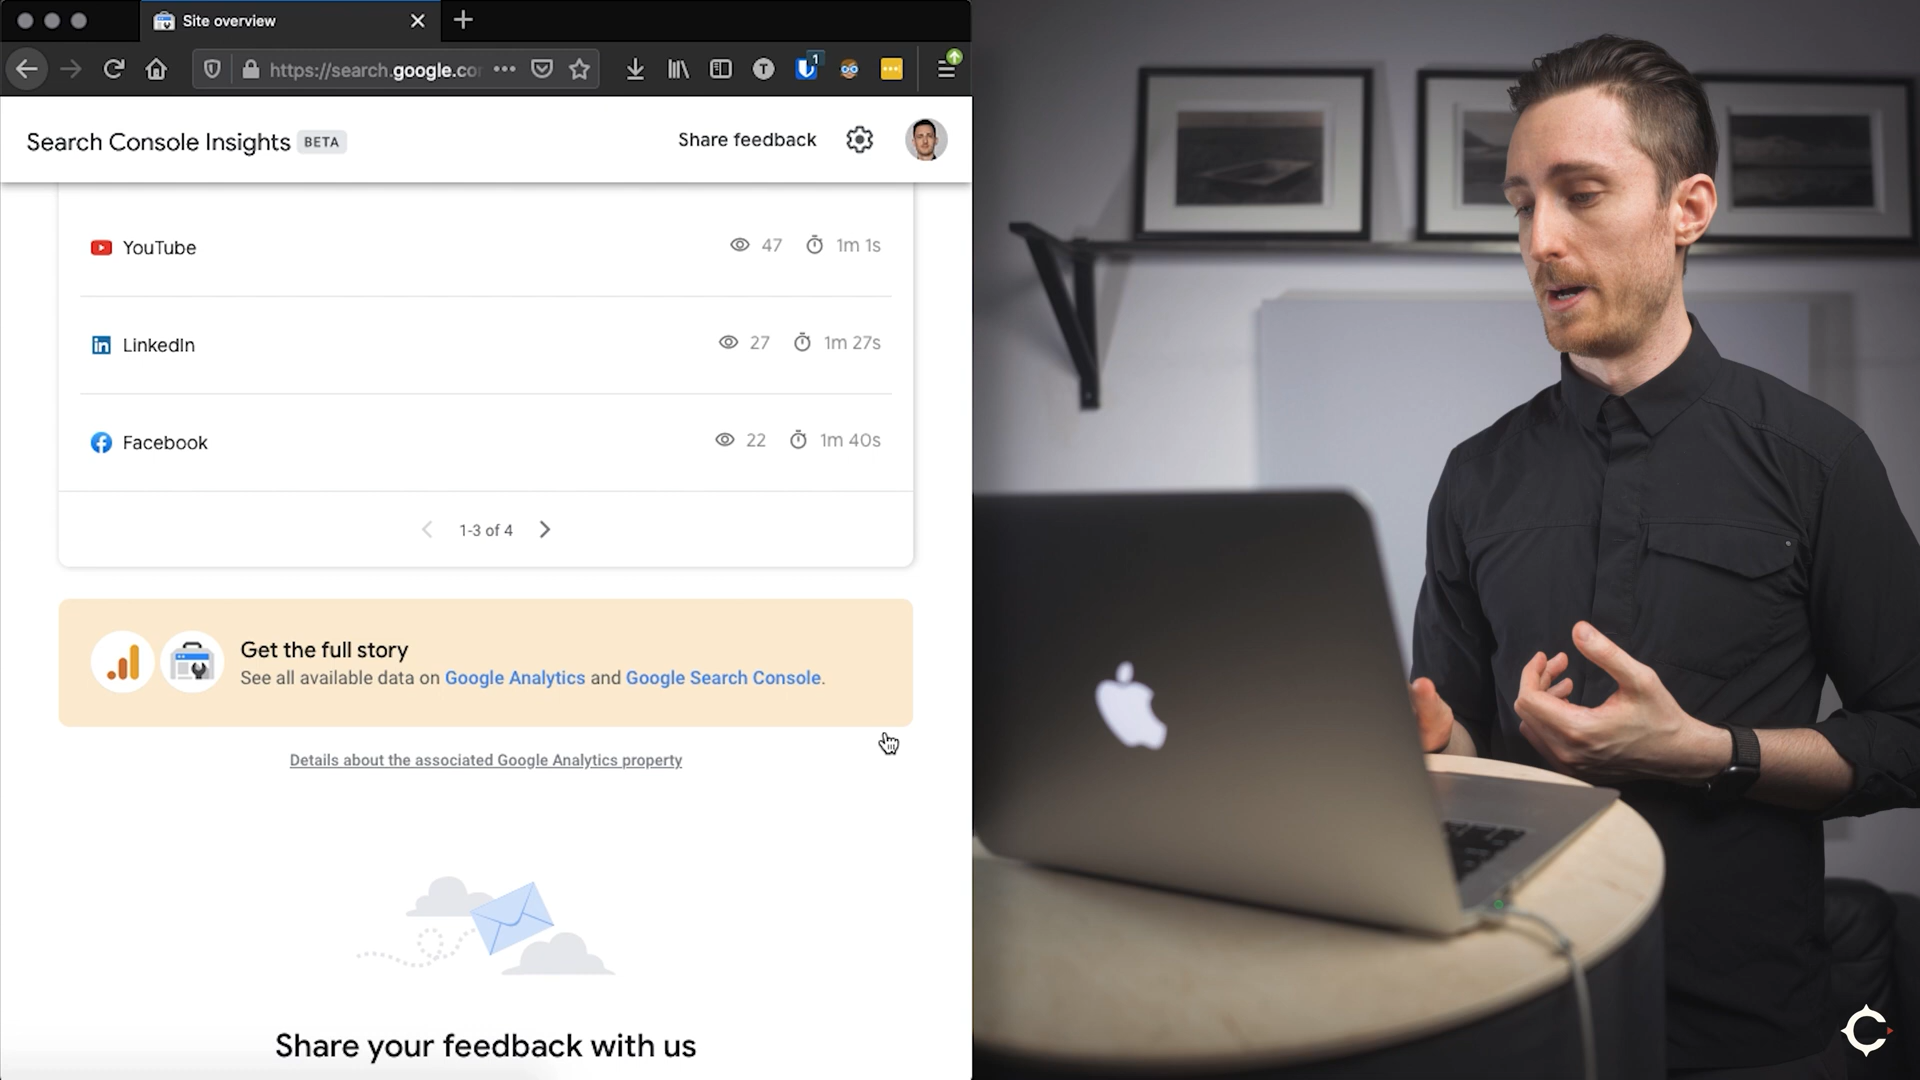 Site overview
https://search.google.co
1
Search Console Insights BETA
Share feedback
YouTube 47 1m 1s
LinkedIn 27 1m 27s
Facebook 22 1m 40s
1-3 of 4
Get the full story
See all available data on Google Analytics and Google Search Console.
Details about the associated Google Analytics property
Share your feedback with us